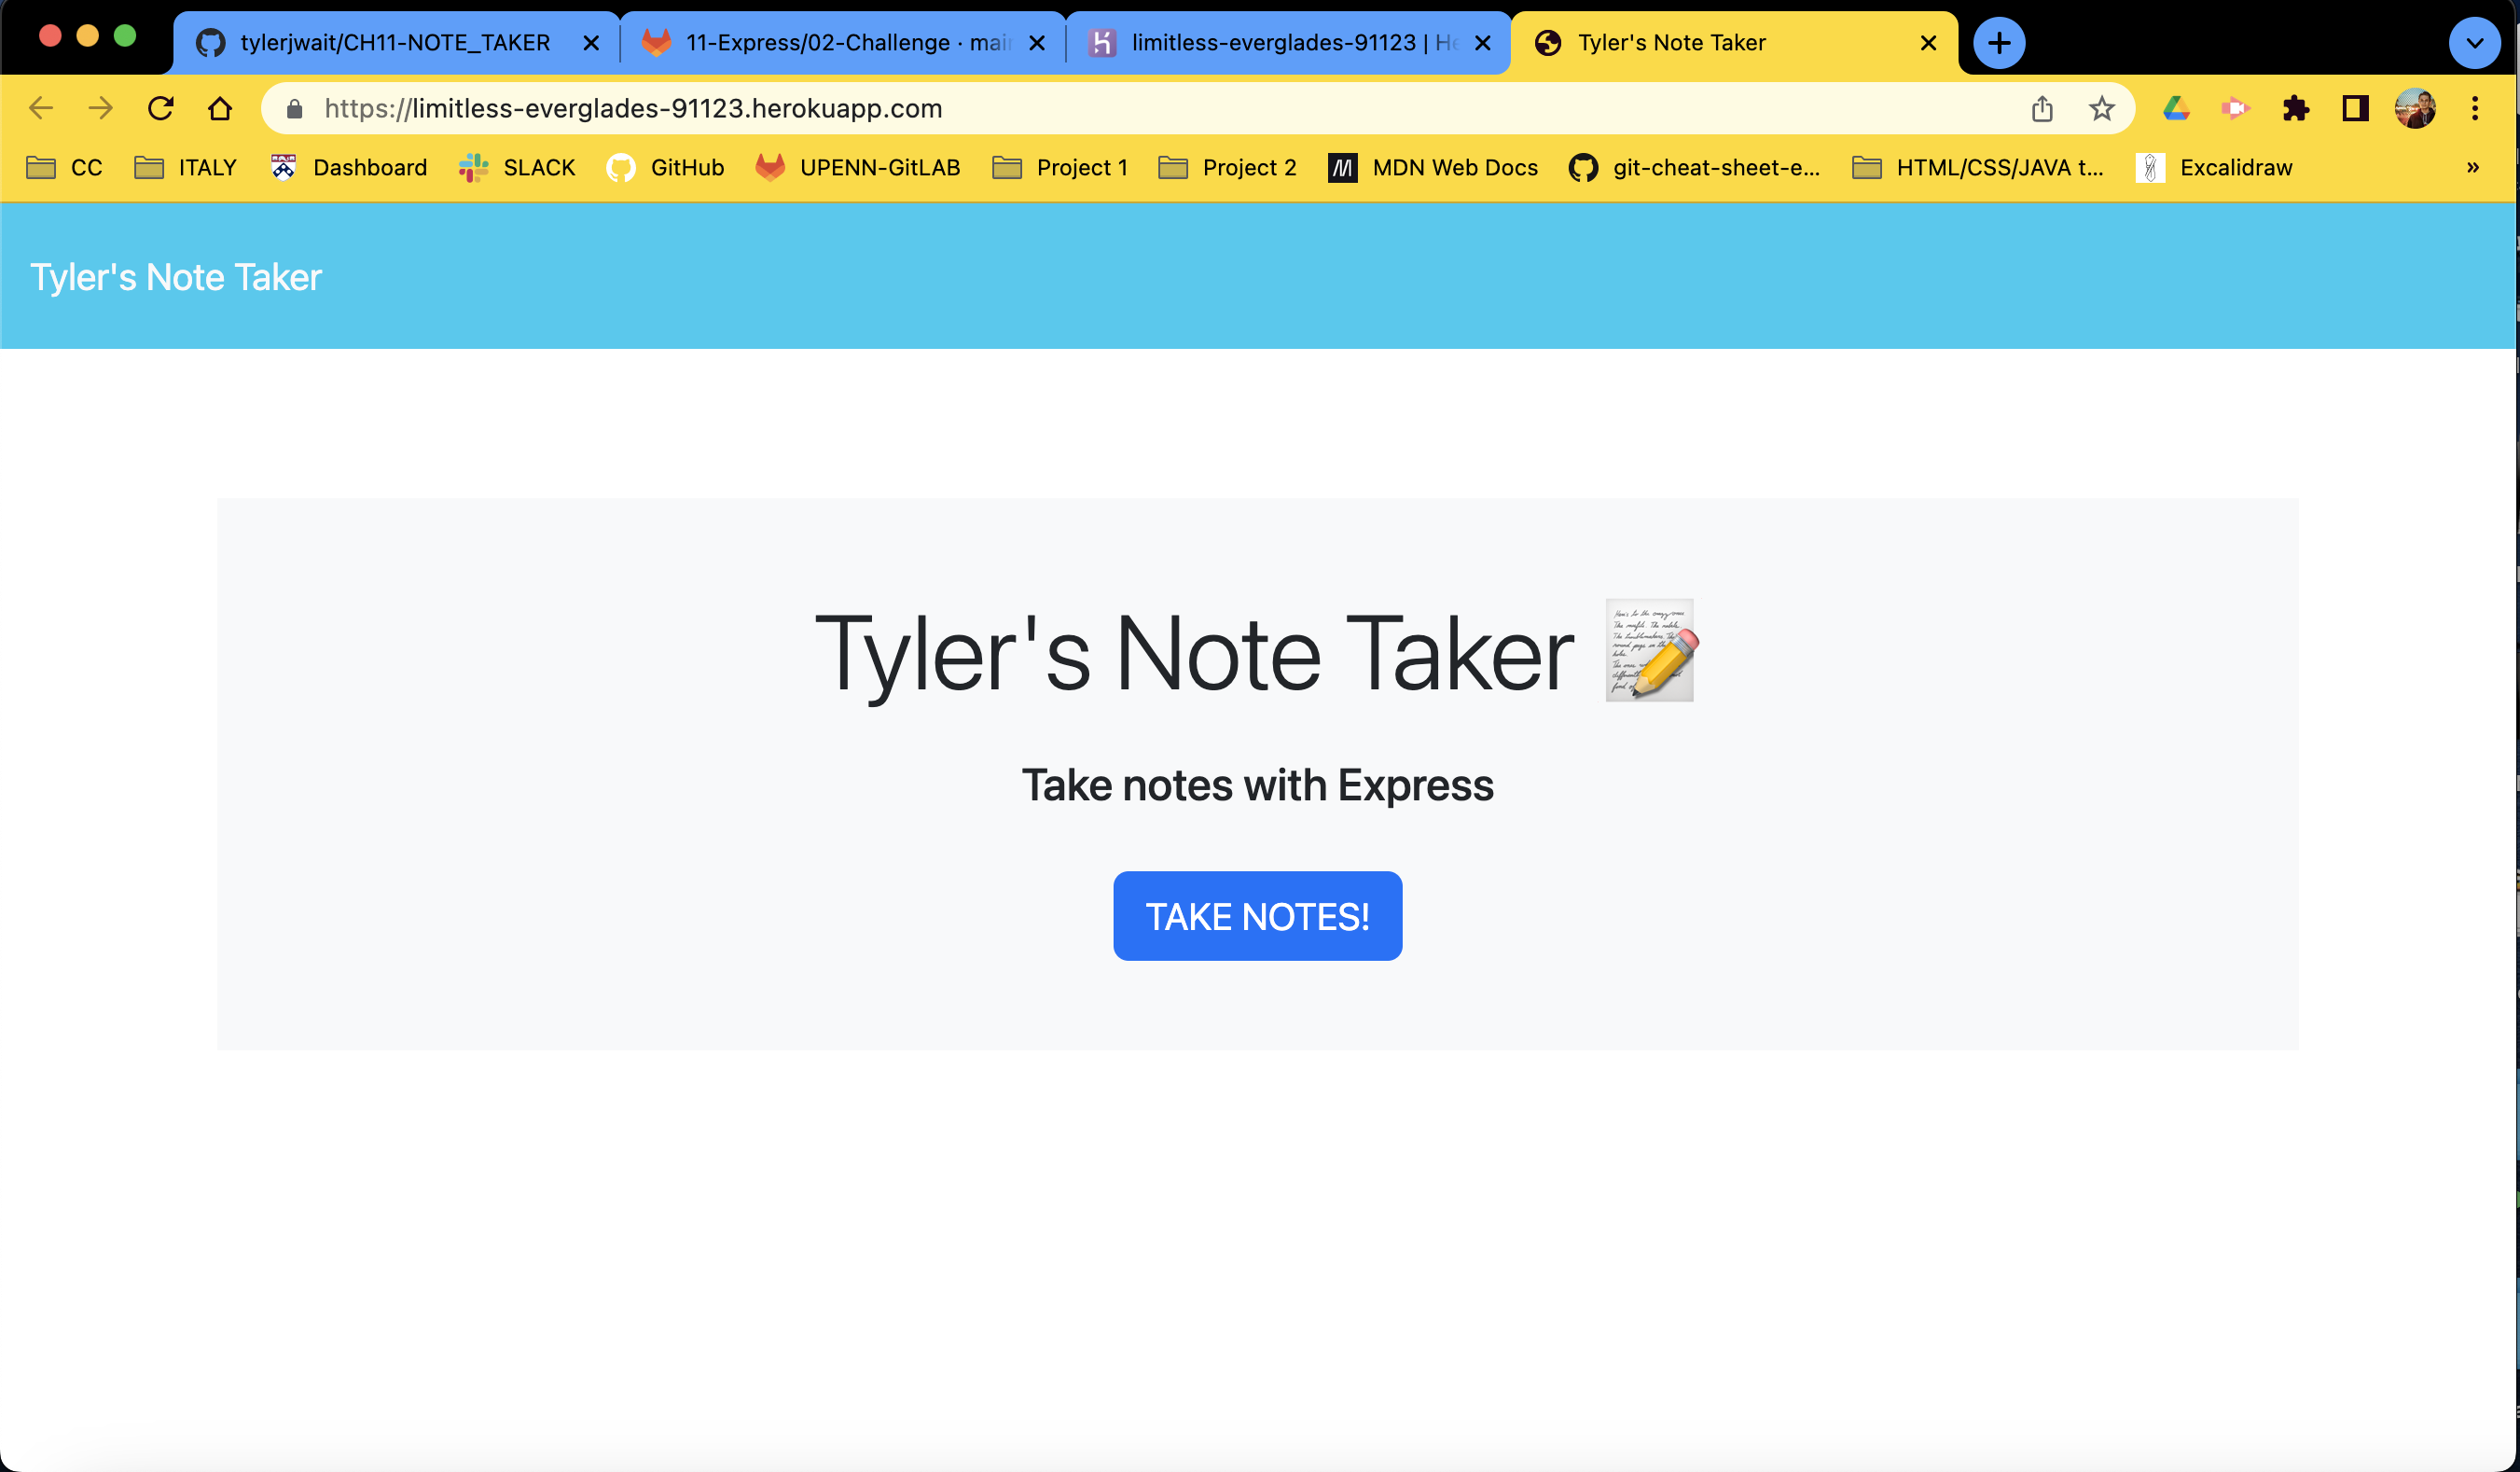 tylerjwait/CH11-NOTE_TAKER
11-Express/02-Challenge · main
limitless-everglades-91123 | He
Tyler's Note Taker
https://limitless-everglades-91123.herokuapp.com
CC ITALY Dashboard SLACK GitHub UPENN-GitLAB Project 1 Project 2 MDN Web Docs git-cheat-sheet-e... HTML/CSS/JAVA t... Excalidraw »
Tyler's Note Taker
Tyler's Note Taker
Take notes with Express
TAKE NOTES!